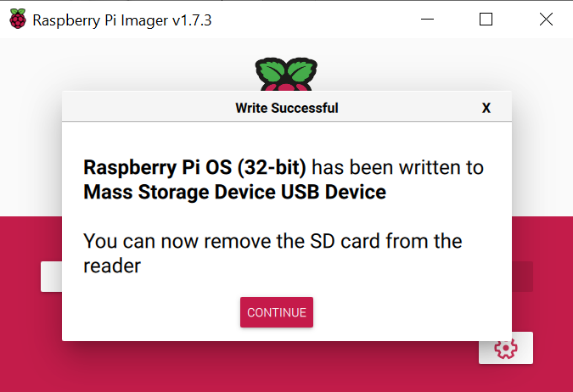 Raspberry Pi Imager v1.7.3
Write Successful
X
Raspberry Pi OS (32-bit) has been written to
Mass Storage Device USB Device
You can now remove the SD card from the
reader
CONTINUE